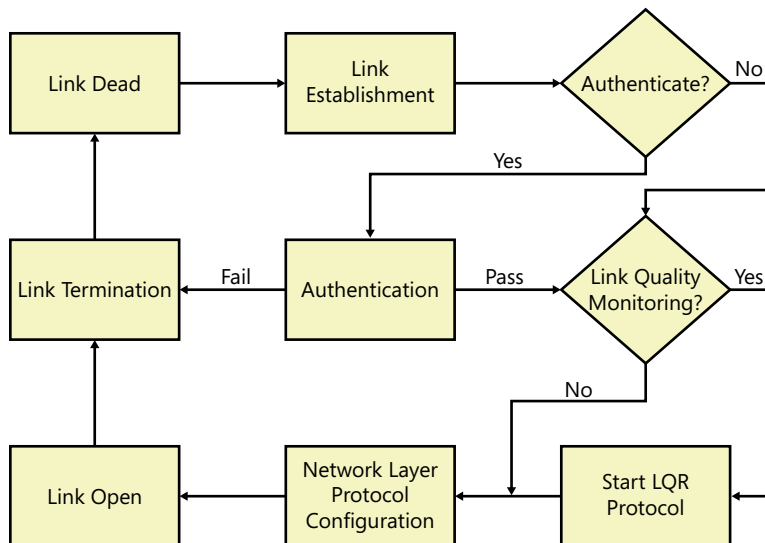 Link Dead
Link
Establishment
Authenticate?
No
Yes
Link Termination
Fail
Authentication
Pass
Link Quality
Monitoring?
Yes
No
Link Open
Network Layer
Protocol
Configuration
Start LQR
Protocol